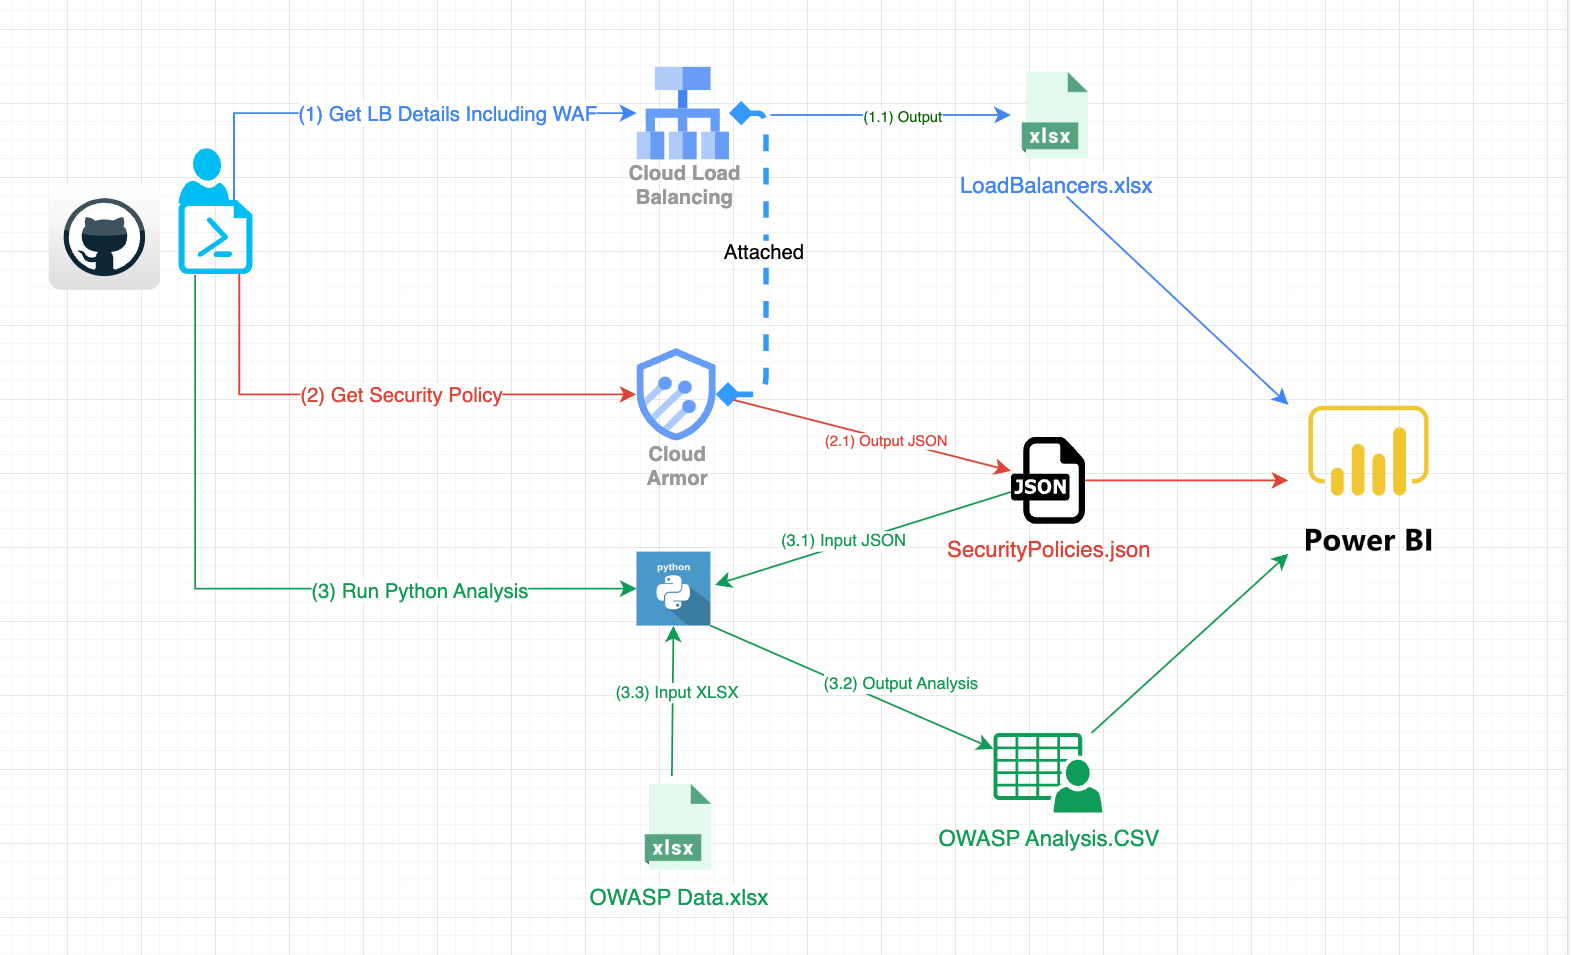 (1) Get LB Details Including WAF
(1.1) Output
xlsx
Cloud Load
Balancing
LoadBalancers.xlsx
Attached
(2) Get Security Policy
(2.1) Output JSON
Cloud
Armor
JSON
SecurityPolicies.json
Power BI
(3.1) Input JSON
python
(3) Run Python Analysis
(3.3) Input XLSX
(3.2) Output Analysis
xlsx
OWASP Data.xlsx
OWASP Analysis.CSV